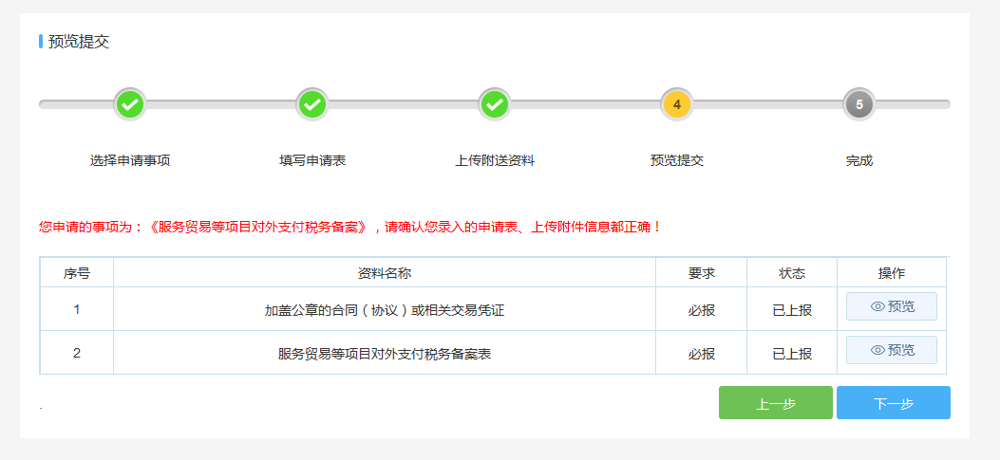 预览提交
4 5
选择申请事项 填写申请表 上传附送资料 预览提交 完成
您申请的事项为：《服务贸易等项目对外支付税务备案》，请确认您录入的申请表、上传附件信息都正确！
序号 资料名称 要求 状态 操作
1 加盖公章的合同（协议）或相关交易凭证 必报 已上报 预览
2 服务贸易等项目对外支付税务备案表 必报 已上报 预览
. 上一步 下一步